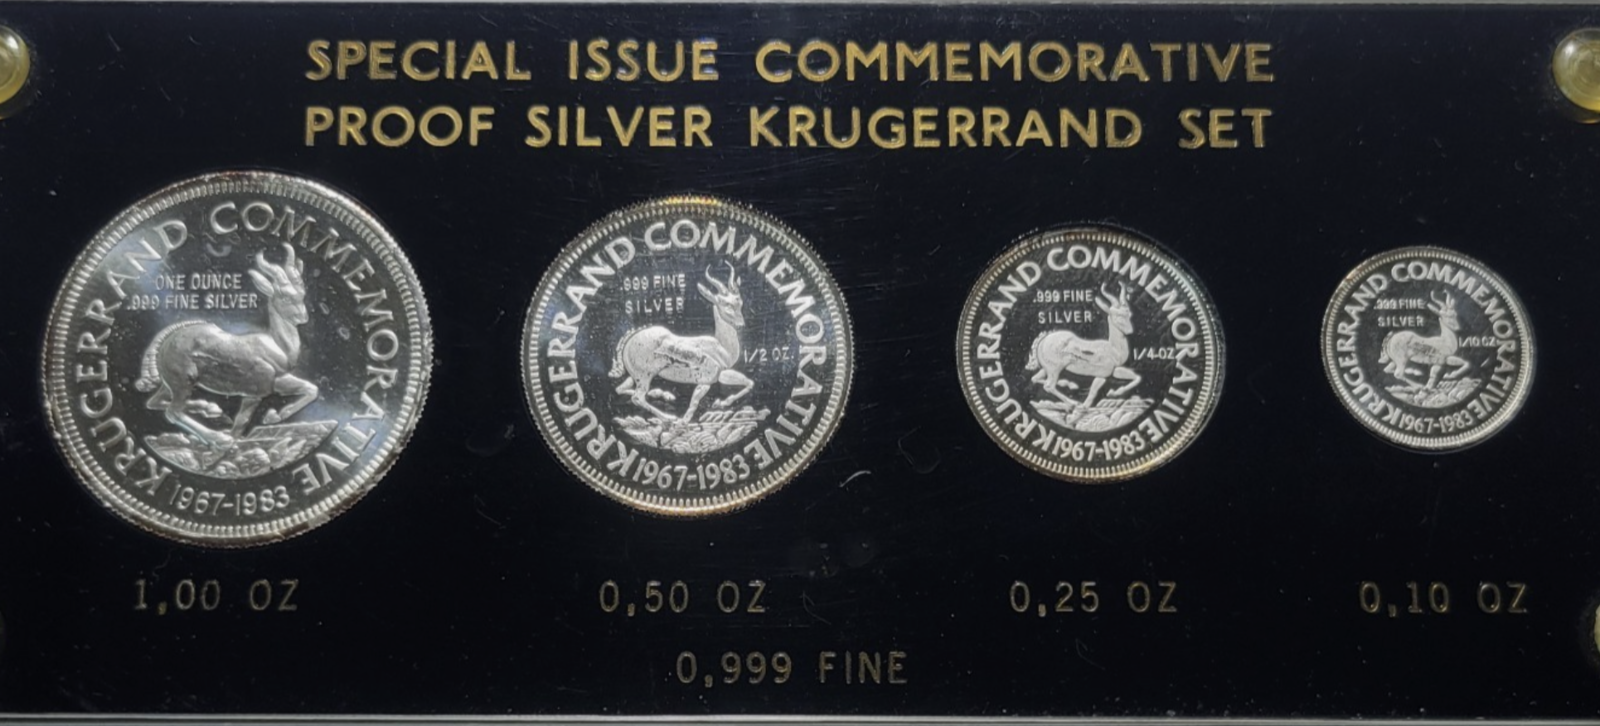 SPECIAL ISSUE COMMEMORATIVE
PROOF SILVER KRUGERRAND SET
KRUGERRAND COMMEMORATIVE
ONE OUNCE
.999 FINE SILVER
1967-1983
KRUGERRAND COMMEMORATIVE
.999 FINE
SILVER
1/2 OZ.
1967-1983
KRUGERRAND COMMEMORATIVE
.999 FINE
SILVER
1/4 OZ
1967-1983
KRUGERRAND COMMEMORATIVE
.999 FINE
SILVER
1/10 OZ
1967-1983
1,00 OZ
0,50 OZ
0,25 OZ
0,10 OZ
0,999 FINE